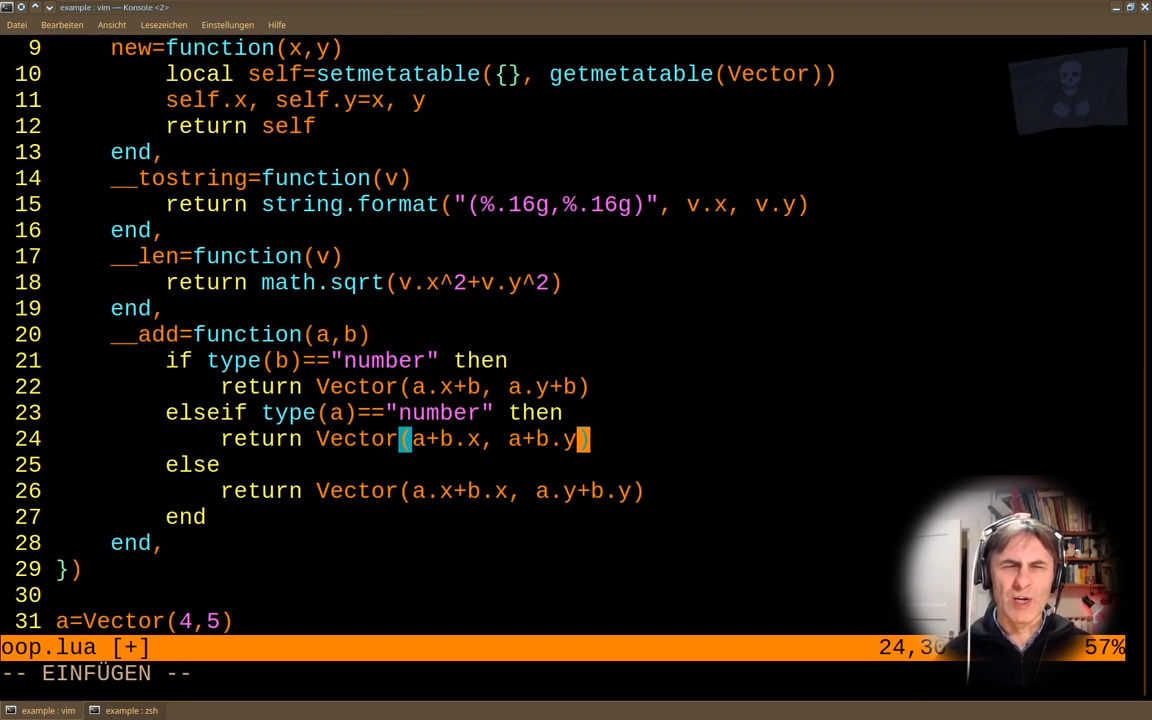 example : vim — Konsole <2>
Datei Bearbeiten Ansicht Lesezeichen Einstellungen Hilfe
9 new=function(x,y)
10 local self=setmetatable({}, getmetatable(Vector))
11 self.x, self.y=x, y
12 return self
13 end,
14 __tostring=function(v)
15 return string.format("(%.16g,%.16g)", v.x, v.y)
16 end,
17 __len=function(v)
18 return math.sqrt(v.x^2+v.y^2)
19 end,
20 __add=function(a,b)
21 if type(b)=="number" then
22 return Vector(a.x+b, a.y+b)
23 elseif type(a)=="number" then
24 return Vector(a+b.x, a+b.y)
25 else
26 return Vector(a.x+b.x, a.y+b.y)
27 end
28 end,
29 })
30
31 a=Vector(4,5)
oop.lua [+] 24,30 57%
-- EINFÜGEN --
example : vim example : zsh